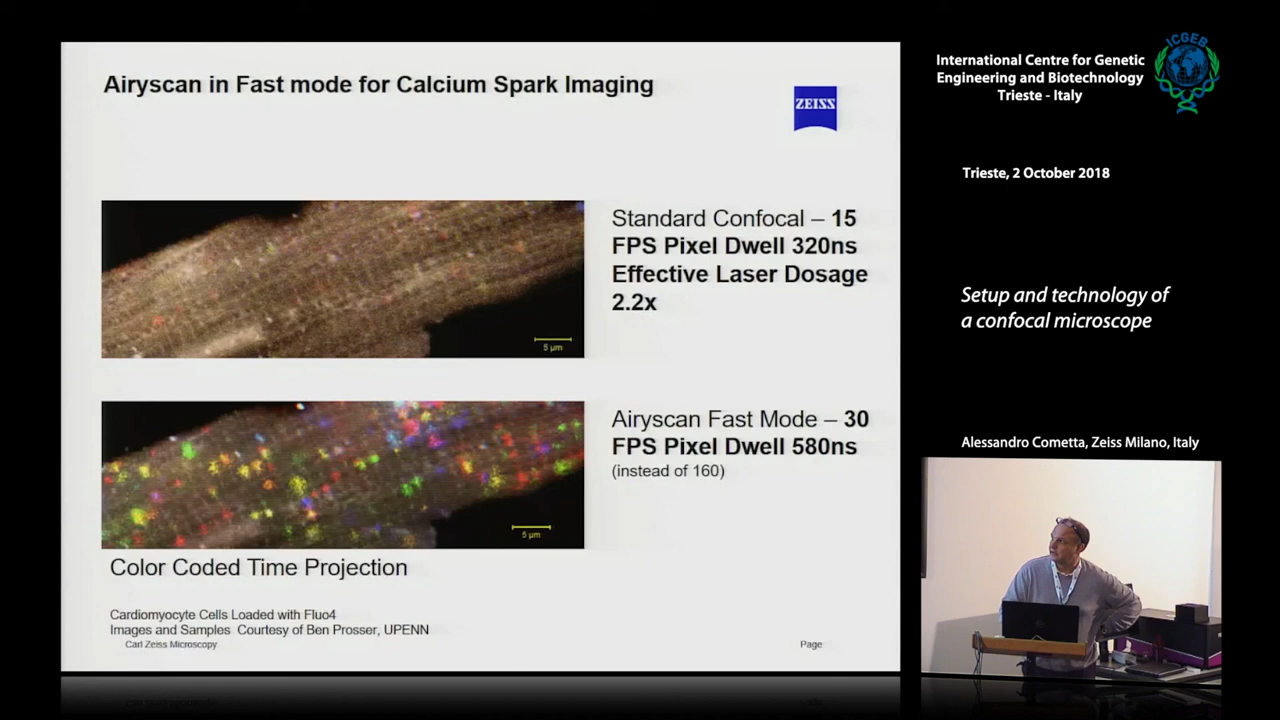 Airyscan in Fast mode for Calcium Spark Imaging
ZEISS
Standard Confocal – 15
FPS Pixel Dwell 320ns
Effective Laser Dosage
2.2x
5 µm
Airyscan Fast Mode – 30
FPS Pixel Dwell 580ns
(instead of 160)
5 µm
Color Coded Time Projection
Cardiomyocyte Cells Loaded with Fluo4
Images and Samples Courtesy of Ben Prosser, UPENN
Carl Zeiss Microscopy
Page
International Centre for Genetic
Engineering and Biotechnology
Trieste - Italy
ICGEB
Trieste, 2 October 2018
Setup and technology of
a confocal microscope
Alessandro Cometta, Zeiss Milano, Italy